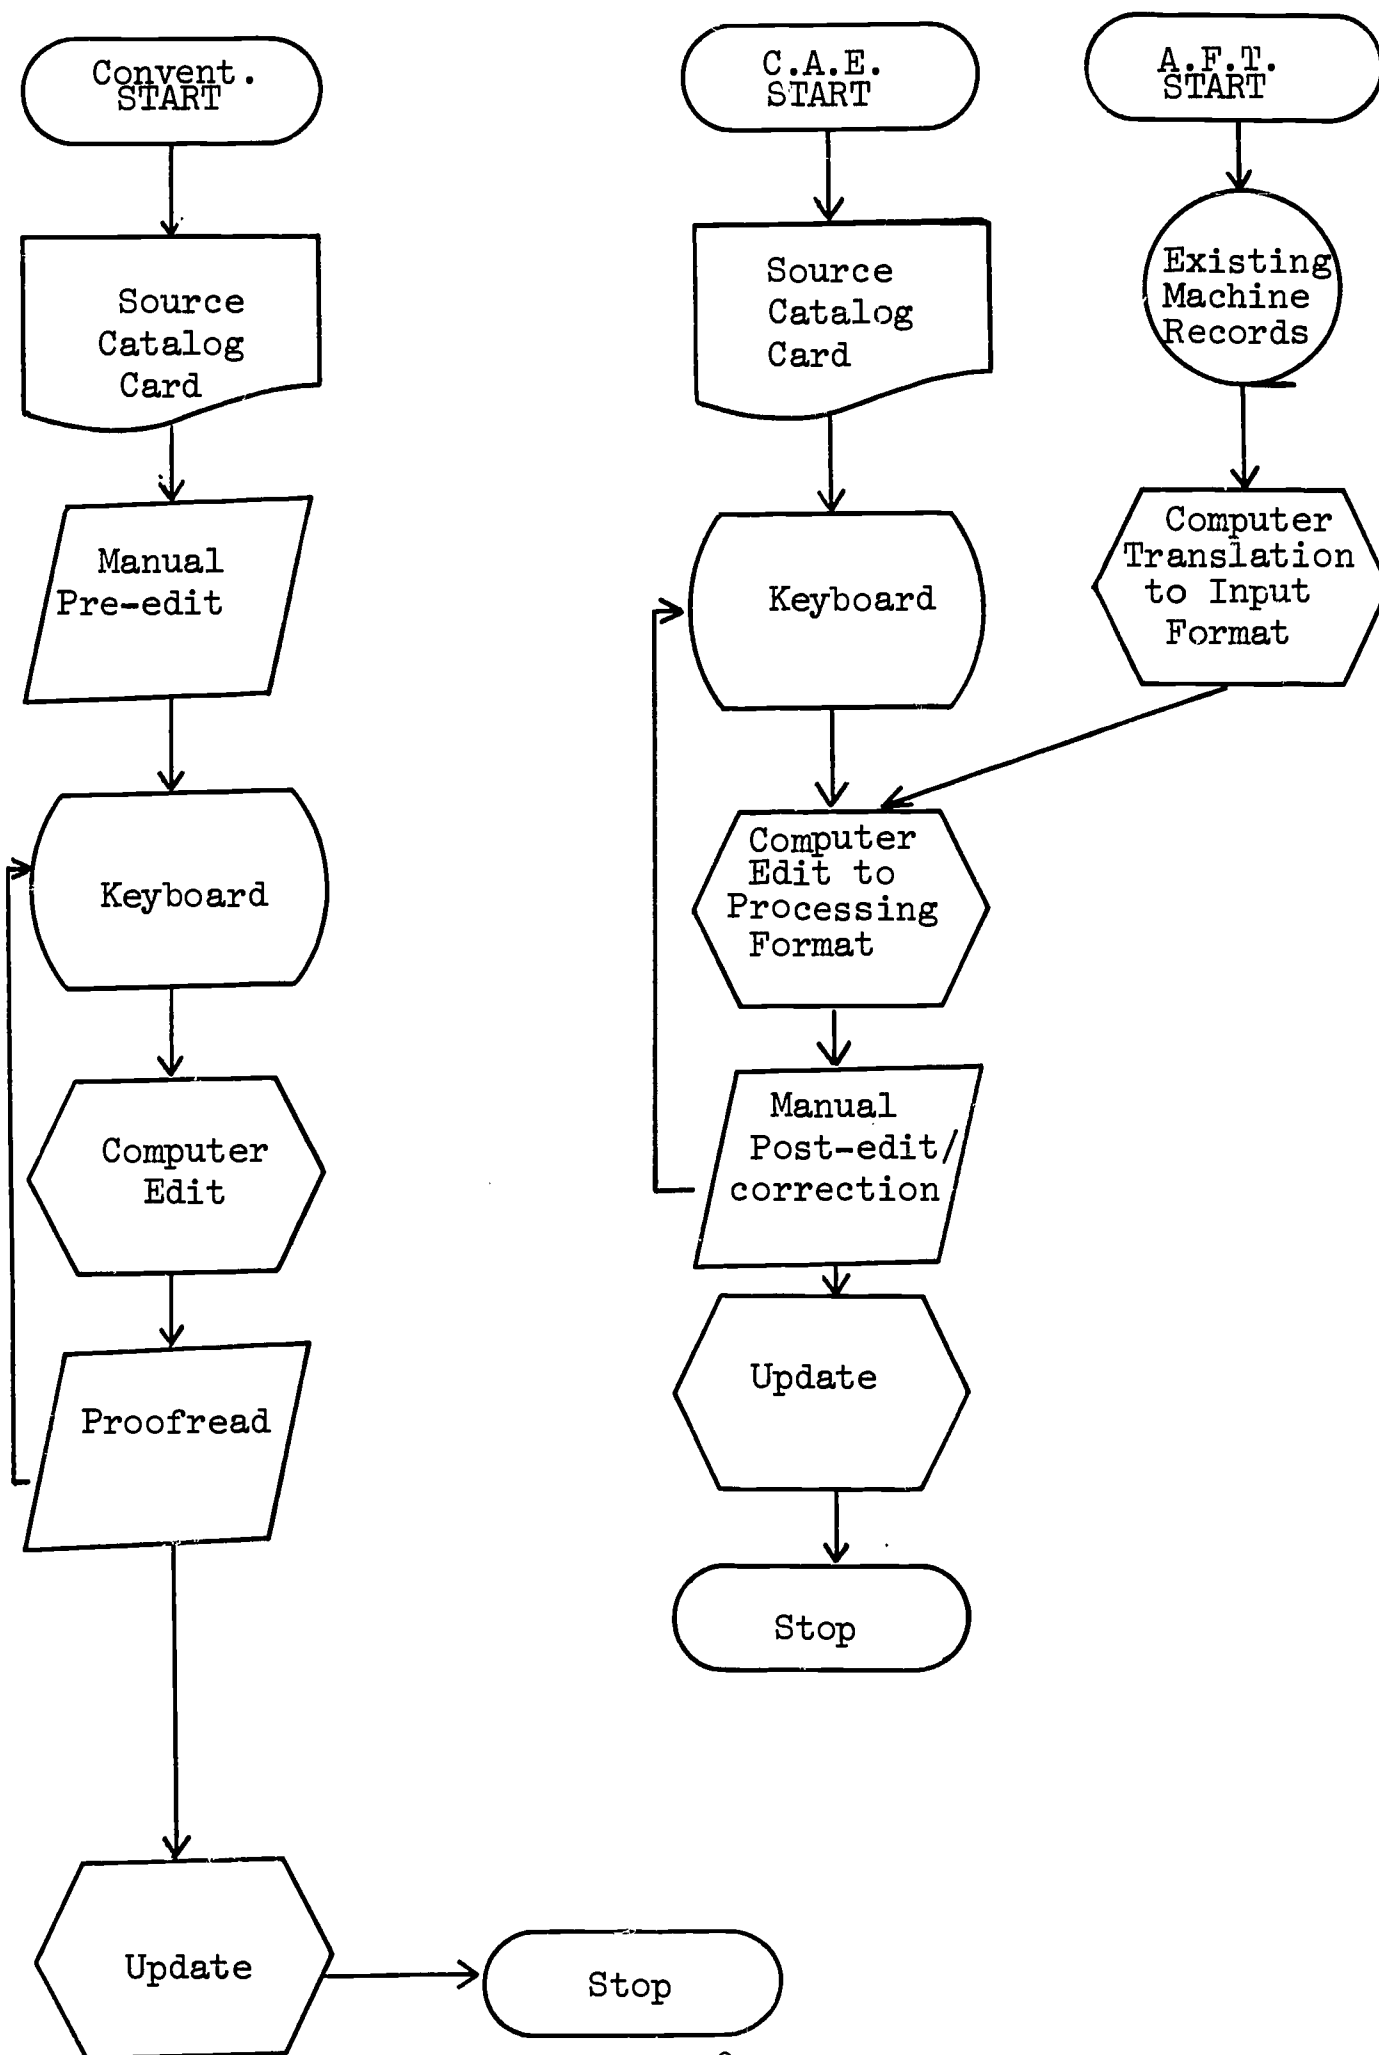 Convent.
START
Source
Catalog
Card
Manual
Pre-edit
Keyboard
Computer
Edit
Proofread
Update
Stop
C.A.E.
START
Source
Catalog
Card
Keyboard
Computer
Edit to
Processing
Format
Manual
Post-edit/
correction
Update
Stop
A.F.T.
START
Existing
Machine
Records
Computer
Translation
to Input
Format